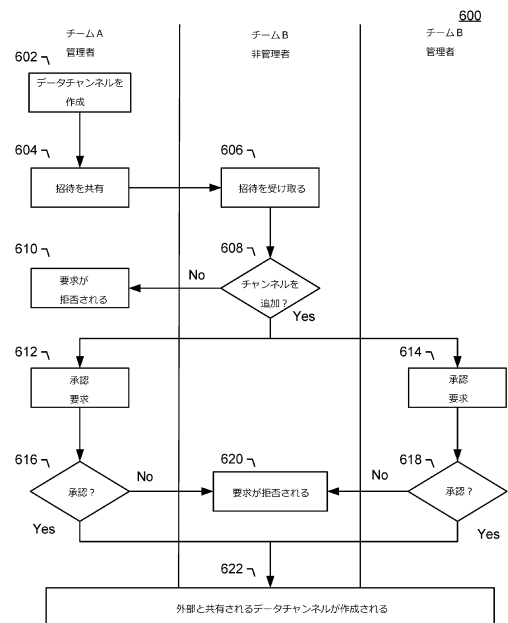 600
チームA
管理者
チームB
非管理者
チームB
管理者
602
データチャンネルを
作成
604
招待を共有
606
招待を受け取る
608
チャンネルを
追加？
No
Yes
610
要求が
拒否される
612
承認
要求
614
承認
要求
616
承認？
No
Yes
620
要求が拒否される
618
承認？
No
Yes
622
外部と共有されるデータチャンネルが作成される